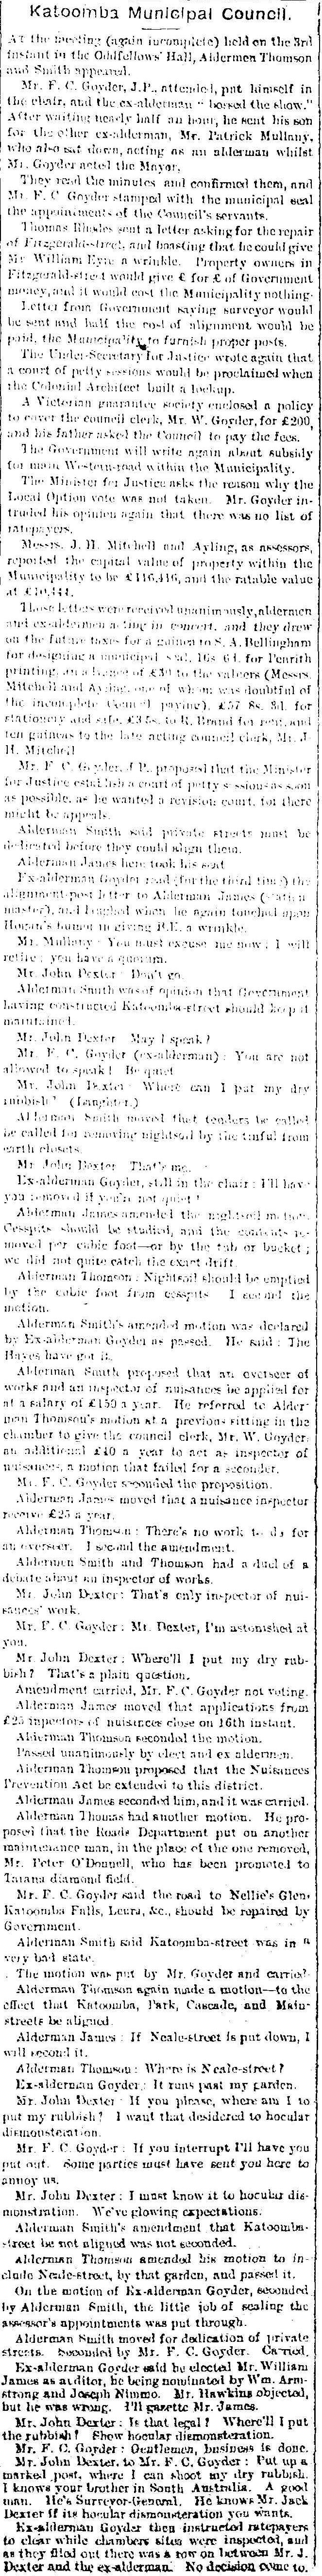 Katoomba Municipal Council.
At the meeting (again incomplete) held on the 3rd
instant in the Oddfellows' Hall, Aldermen Thomson
and Smith appeared.
Mr. F. C. Goyder, J.P., attended, put himself in
the chair, and the ex-alderman "bossed the show."
After waiting nearly half an hour, he sent his son
for the other ex-alderman, Mr. Patrick Mullany,
who also sat down, acting as an alderman whilst
Mr. Goyder acted the Mayor.
They read the minutes and confirmed them, and
Mr. F. C Goyder stamped with the municipal seal
the appointments of the Council's servants.
Thomas Rhodes sent a letter asking for the repair
of Fitzgerald-street, and boasting that he could give
Mr William Eyre a wrinkle. Property owners in
Fitzgerald-street would give £ for £ of Government
money, and it would cost the Municipality nothing.
Letter from Government saying surveyor would
be sent and half the cost of alignment would be
paid, the Municipality to furnish proper posts.
The Under-Secretary for Justice wrote again that
a court of petty sessions would be proclaimed when
the Colonial Architect built a lockup.
A Victorian guarantee society enclosed a policy
to cover the council clerk, Mr. W. Goyder, for £200,
and his father asked the Council to pay the fees.
The Government will write again about subsidy
for main Western-road within the Municipality.
The Minister for Justice asks the reason why the
Local Option vote was not taken. Mr. Goyder in-
truded his opinion again that there was no list of
ratepayers.
Messrs. J. H. Mitchell and Ayling, as assessors,
reported the capital value of property within the
Municipality to be £116,416, and the ratable value
at
Those letters were received unanimously, aldermen
and ex-aldermen acting in concert, and they drew
on the future taxes for a guinea to S. A. Bellingham
for designing a municipal seal, 16s 6d. for Penrith
printing, an advance of £30 to the valuers (Messrs.
Mitchell and Ayling, one of whom was doubtful of
the incomplete Council paying), £57 8s. 8d. for
stationery and safe, £3 5s. to R. Brand for rent, and
ten guineas to the late acting council clerk, Mr. J.
H. Mitchell
Mr. F. C. Goyder, J.P., proposed that the Minister
for Justice establish a court of petty sessions as soon
as possible, as he wanted a revision court, for there
might be appeals.
Alderman Smith said private streets must be
dedicated before they could align them.
Alderman James here took his seat
Ex-alderman Goyder read (for the third time) the
alignment-post letter to Alderman James (station
master), and laughed when he again touched upon
Hogan's humor in giving R.E. a wrinkle.
Mr. Mullany: You must excuse me now; I will
retire; you have a quorum.
Mr. John Dexter: Don't go.
Alderman Smith was of opinion that Government
having constructed Katoomba-street should keep it
maintained.
Mr. John Dexter: May I speak?
Mr. F. C. Goyder (ex-alderman): You are not
allowed to speak! Be quiet
Mr. John Dexter: Where can I put my dry
rubbish? (Laughter.)
Alderman Smith moved that tenders be called
be called for removing nightsoil by the tinful from
earth closets.
Mr John Dexter: That's me.
Ex-alderman Goyder, still in the chair: I'll have
you removed if you're not quiet!
Alderman James amended the nightsoil motion.
Cesspits should be studied, and the contents re-
moved per cubic foot—or by the tub or bucket;
we did not quite catch the exact drift.
Alderman Thomson: Nightsoil should be emptied
by the cubic foot from cesspits. I second the
motion.
Alderman Smith's amended motion was declared
by Ex-alderman Goyder as passed. He said: The
Hayes have got it.
Alderman Smith proposed that an overseer of
works and an inspector of nuisances be applied for
at a salary of £150 a year. He referred to Alder-
man Thomson's motion at a previous sitting in the
chamber to give the council clerk, Mr. W. Goyder,
an additional £40 a year to act as inspector of
nuisances, a motion that failed for a seconder.
Mr. F. C. Goyder seconded the proposition.
Alderman James moved that a nuisance inspector
receive £25 a year.
Alderman Thomson: There's no work to do for
an overseer. I second the amendment.
Aldermen Smith and Thomson had a duel of a
debate about an inspector of works.
Mr. John Dexter: That's only inspector of nui-
sances' work.
Mr. F. C. Goyder: Mr. Dexter, I'm astonished at
you.
Mr. John Dexter: Where'll I put my dry rub-
bish? That's a plain question.
Amendment carried, Mr. F. C. Goyder not voting.
Alderman James moved that applications from
£25 inspectors of nuisances close on 16th instant.
Alderman Thomson seconded the motion.
Passed unanimously by elect and ex aldermen.
Alderman Thomson proposed that the Nuisances
Prevention Act be extended to this district.
Alderman James seconded him, and it was carried.
Alderman Thomas had another motion. He pro-
posed that the Roads Department put on another
maintenance man, in the place of the one removed,
Mr. Peter O'Donnell, who has been promoted to
Tarana diamond field.
Mr. F. C. Goyder said the road to Nellie's Glen,
Katoomba Falls, Leura, &c., should be repaired by
Government.
Alderman Smith said Katoomba-street was in a
very bad state.
The motion was put by Mr. Goyder and carried.
Alderman Thomson again made a motion—to the
effect that Katoomba, Park, Cascade, and Main-
streets be aligned.
Alderman James: If Neale-street is put down, I
will second it.
Alderman Thomson: Where is Neale-street?
Ex-alderman Goyder: It runs past my garden.
Mr. John Dexter: If you please, where am I to
put my rubbish? I want that desidered to hocular
dismonsteration.
Mr. F. C. Goyder: If you interrupt I'll have you
put out. Some parties must have sent you here to
annoy us.
Mr. John Dexter: I must know it to hocular dis-
monstration. We've glowing expectations.
Alderman Smith's amendment that Katoomba-
street be not aligned was not seconded.
Alderman Thomson amended his motion to in-
clude Neale-street, by that garden, and passed it.
On the motion of Ex-alderman Goyder, seconded
by Alderman Smith, the little job of sealing the
assessor's appointments was put through.
Alderman Smith moved for dedication of private
streets. Seconded by Mr. F. C. Goyder. Carried.
Ex-alderman Goyder said he elected Mr. William
James as auditor, he being nominated by Wm. Arm-
strong and Joseph Nimmo. Mr. Hawkins objected,
but he was wrong. I'll gazette Mr. James.
Mr. John Dexter: Is that legal? Where'll I put
the rubbish? Show hocular dismonsteration.
Mr. F. C. Goyder: Gentlemen, business is done.
Mr. John Dexter, to Mr. F. C. Goyder: Put up a
marked post, where I can shoot my dry rubbish.
I knows your brother in South Australia. A good
man. He's Surveyor-General. He knows Mr. Jack
Dexter if its hocular dismonsteration you wants.
Ex-alderman Goyder then instructed ratepayers
to clear while chambers sites were inspected, and
as they filed out there was a row on between Mr. J.
Dexter and the ex-alderman. No decision come to.